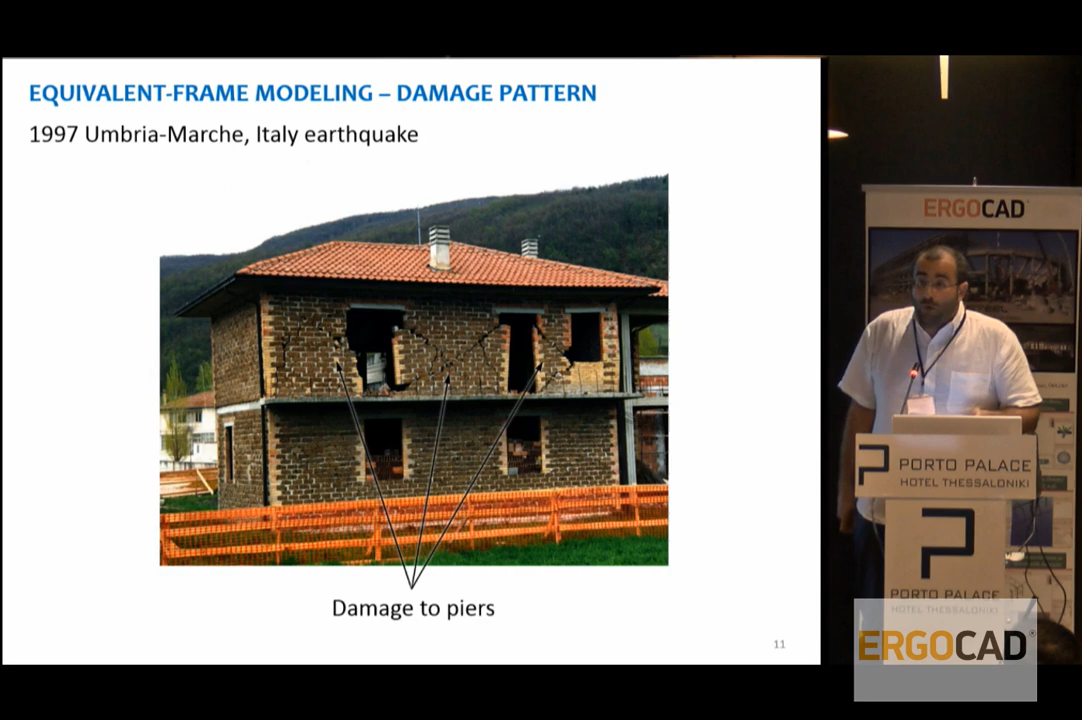 EQUIVALENT-FRAME MODELING – DAMAGE PATTERN
1997 Umbria-Marche, Italy earthquake
Damage to piers
11
ERGOCAD
PORTO PALACE
HOTEL THESSALONIKI
PORTO PALACE
HOTEL THESSALONIKI
ERGOCAD®